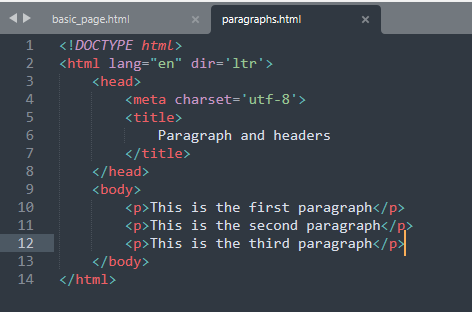 basic_page.html × paragraphs.html ×
1 <!DOCTYPE html>
2 <html lang="en" dir='ltr'>
3     <head>
4         <meta charset='utf-8'>
5         <title>
6             Paragraph and headers
7         </title>
8     </head>
9     <body>
10         <p>This is the first paragraph</p>
11         <p>This is the second paragraph</p>
12         <p>This is the third paragraph</p>
13     </body>
14 </html>